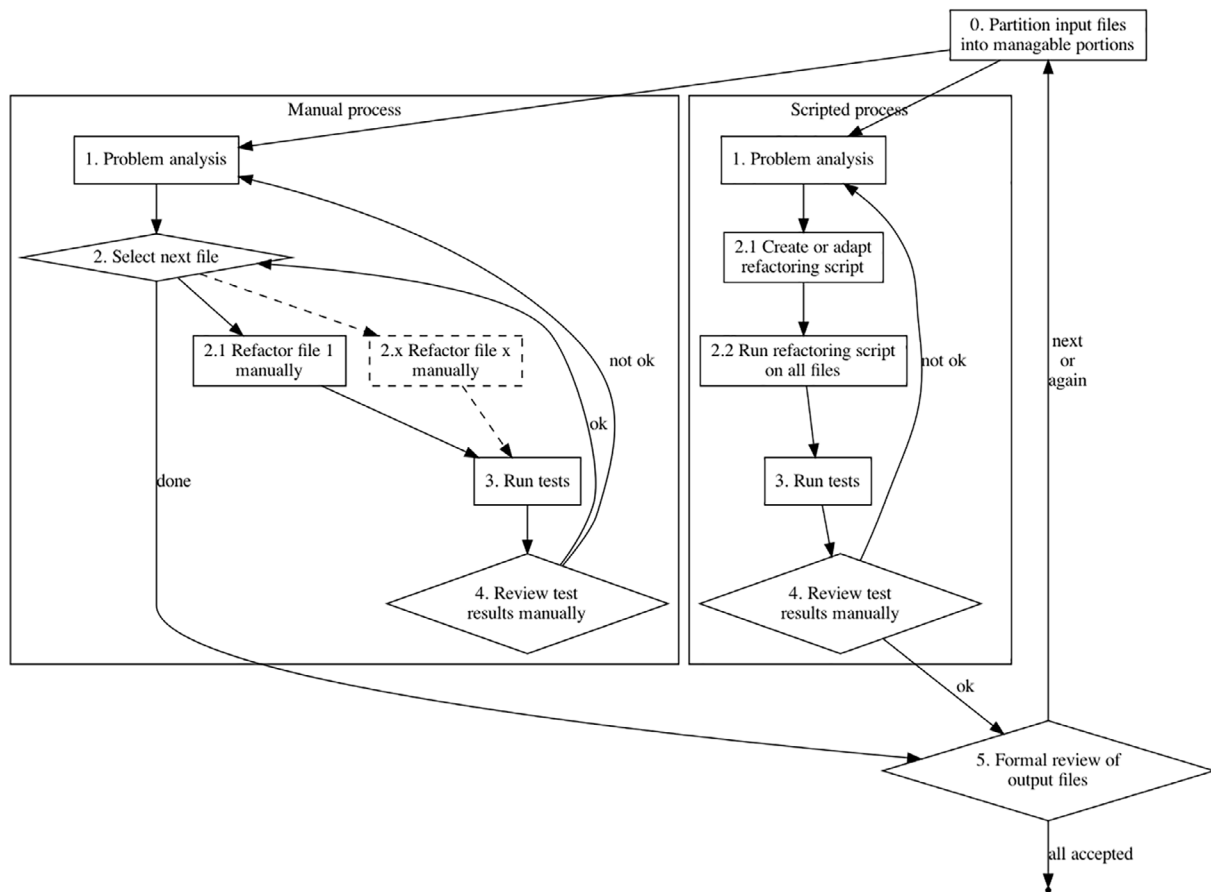 0. Partition input files
into managable portions
Manual process
1. Problem analysis
2. Select next file
2.1 Refactor file 1
manually
2.x Refactor file x
manually
3. Run tests
4. Review test
results manually
ok
not ok
done
Scripted process
1. Problem analysis
2.1 Create or adapt
refactoring script
2.2 Run refactoring script
on all files
3. Run tests
4. Review test
results manually
not ok
ok
next
or
again
5. Formal review of
output files
all accepted